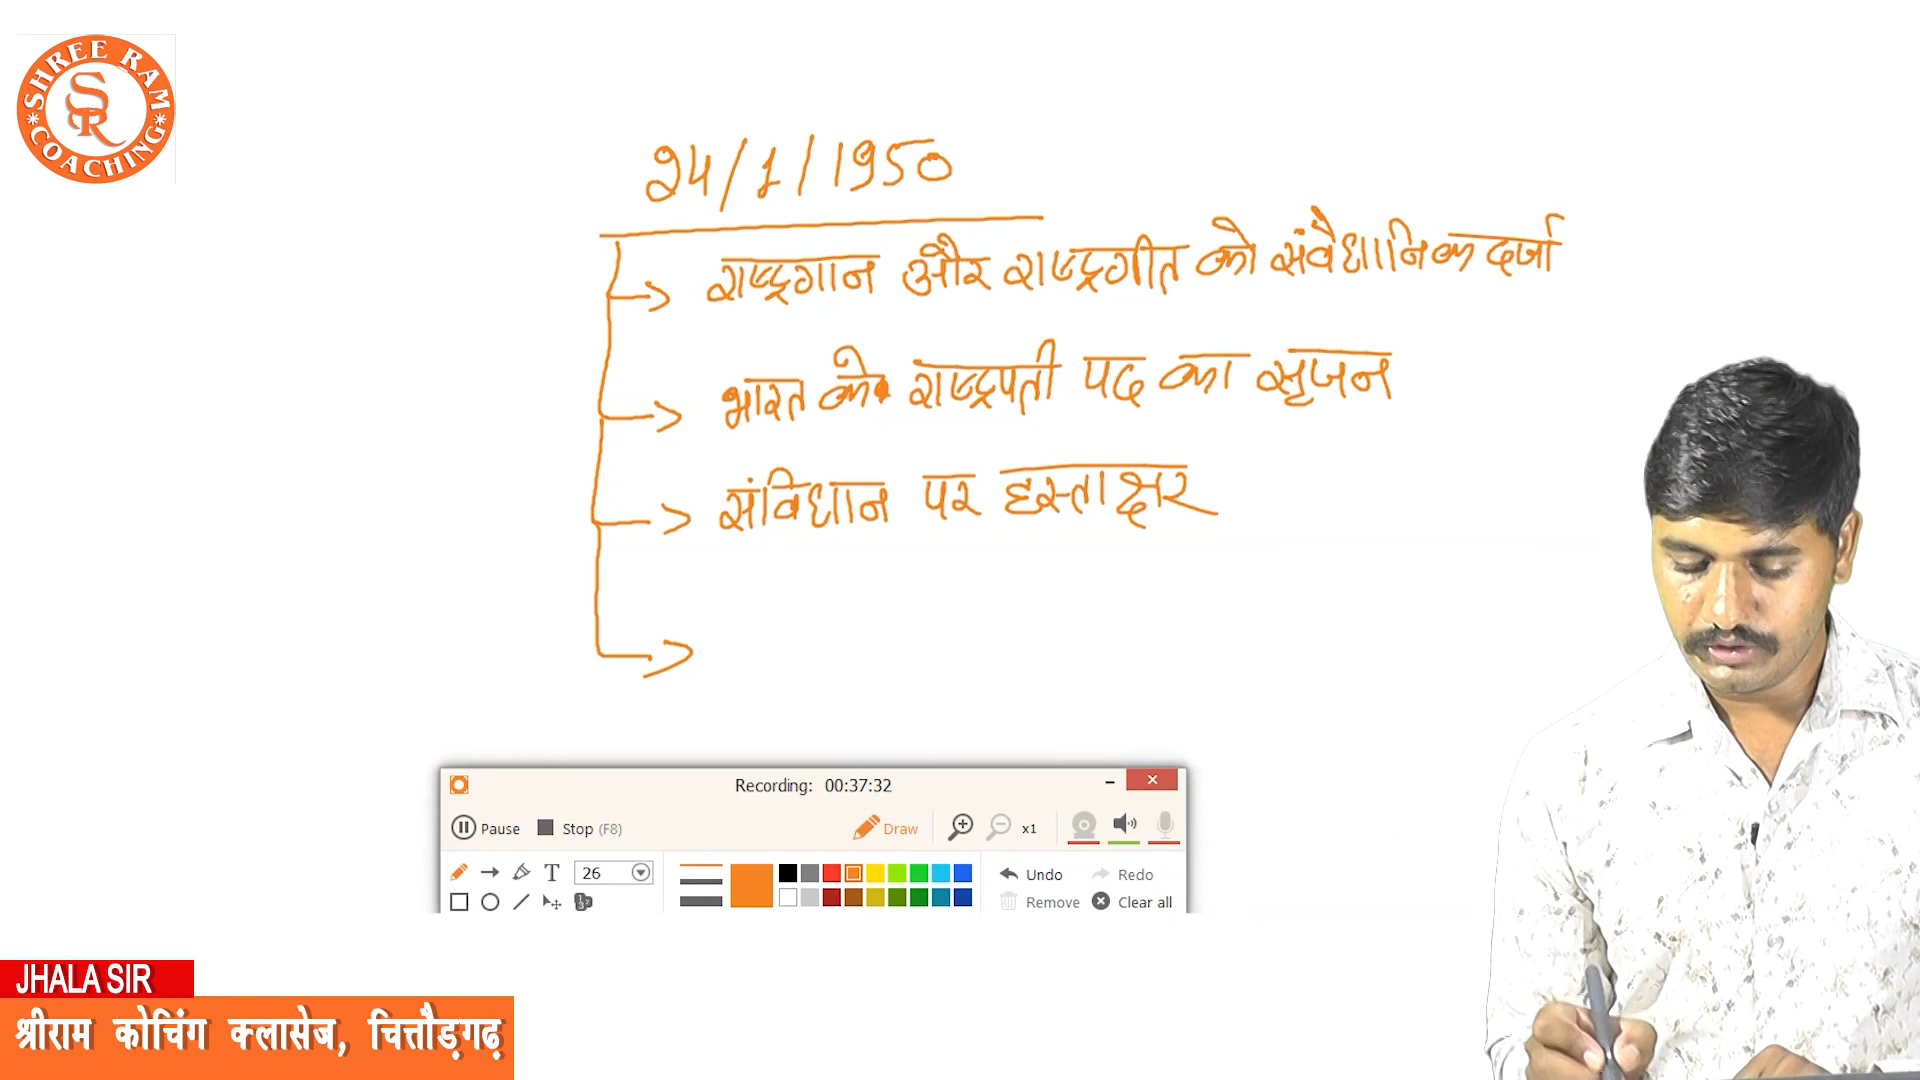 SHREE RAM
SR
COACHING
24/1/1950
राष्ट्रगान और राष्ट्रगीत को संवैधानिक दर्जा
भारत के राष्ट्रपती पद का सृजन
संविधान पर हस्ताक्षर
Recording: 00:37:32
Pause Stop (F8) Draw x1
T 26 Undo Redo
Remove Clear all
JHALA SIR
श्रीराम कोचिंग क्लासेज, चित्तौड़गढ़